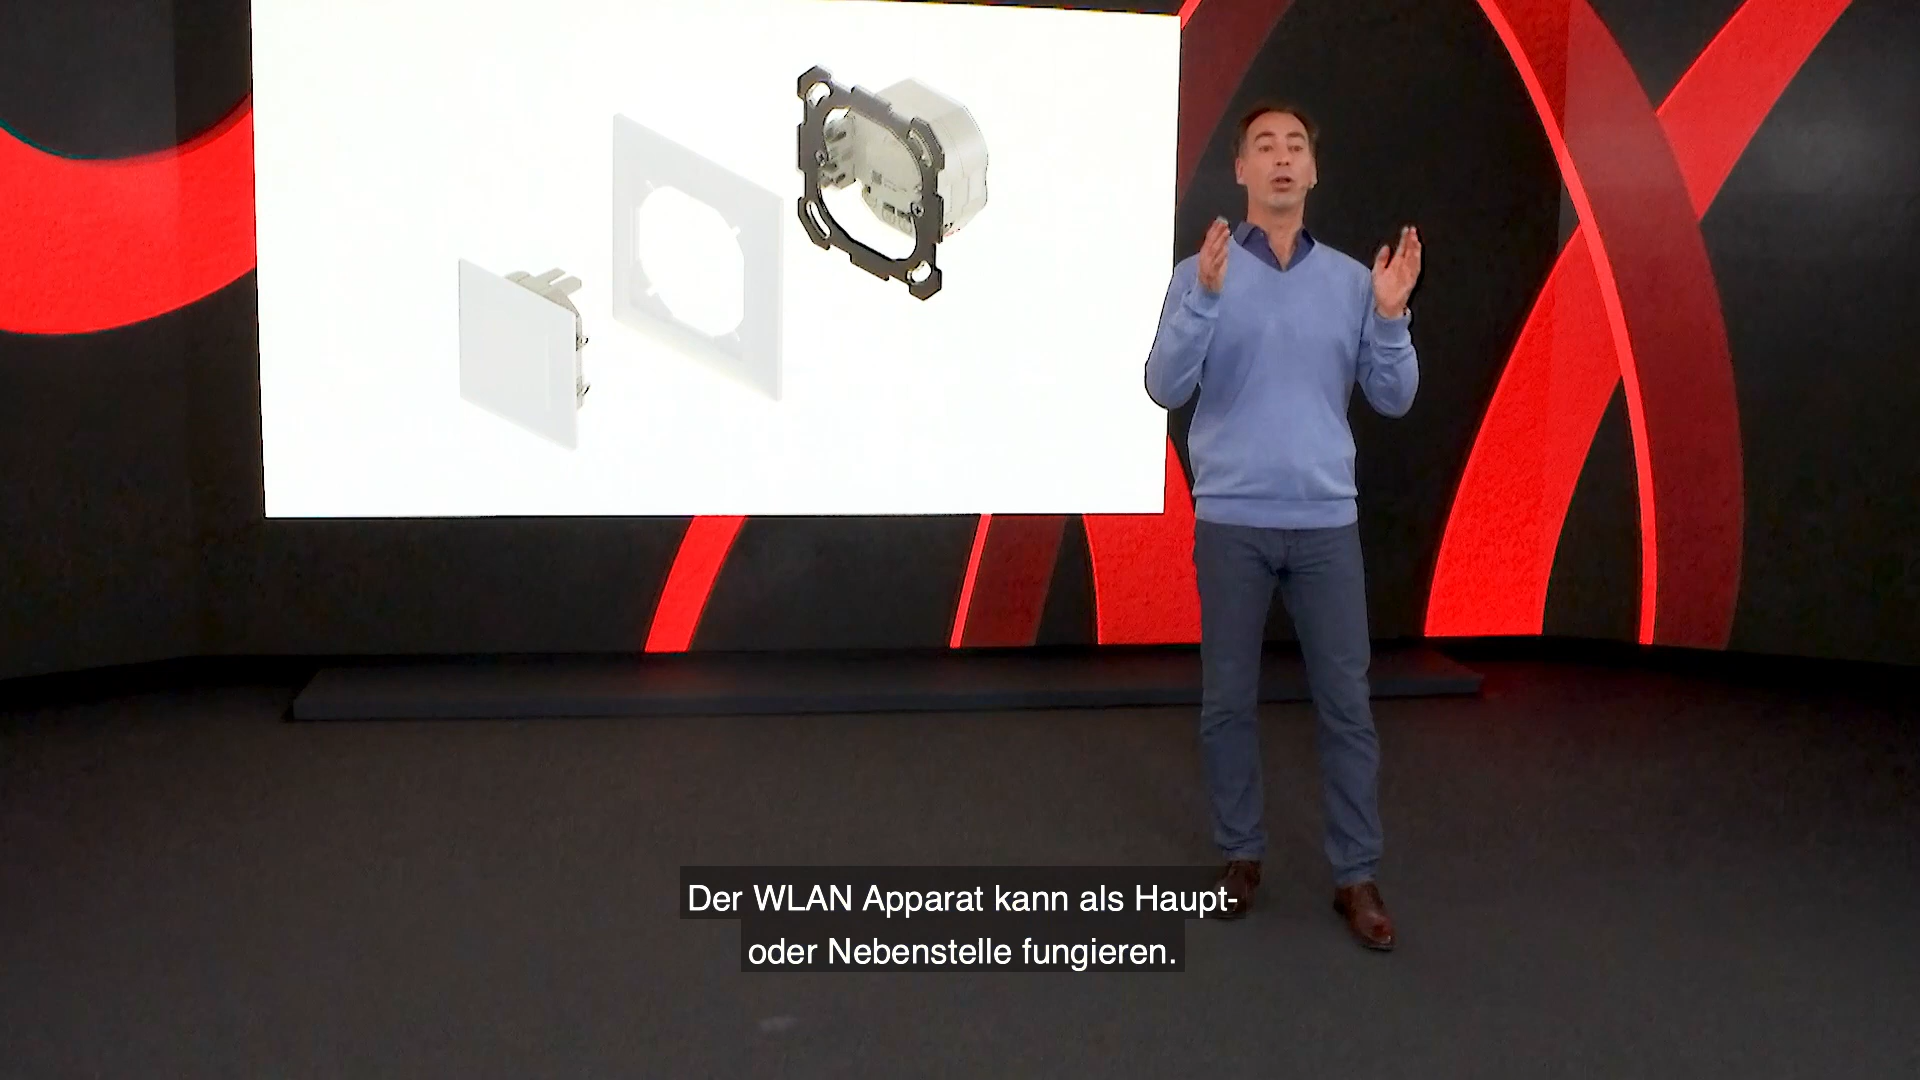 Der WLAN Apparat kann als Haupt-
oder Nebenstelle fungieren.